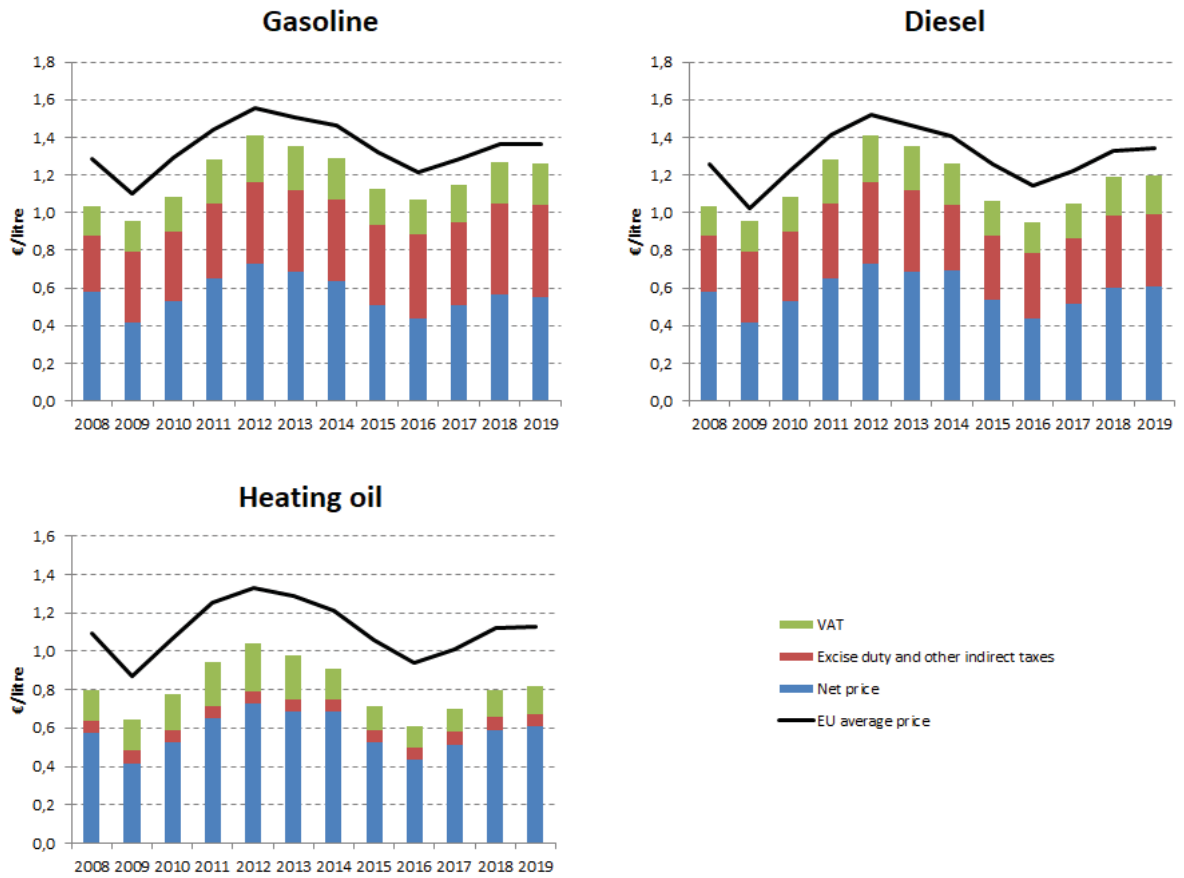 Gasoline
€/litre
1,8
1,6
1,4
1,2
1,0
0,8
0,6
0,4
0,2
0,0
2008 2009 2010 2011 2012 2013 2014 2015 2016 2017 2018 2019
Diesel
€/litre
1,8
1,6
1,4
1,2
1,0
0,8
0,6
0,4
0,2
0,0
2008 2009 2010 2011 2012 2013 2014 2015 2016 2017 2018 2019
Heating oil
€/litre
1,6
1,4
1,2
1,0
0,8
0,6
0,4
0,2
0,0
2008 2009 2010 2011 2012 2013 2014 2015 2016 2017 2018 2019
VAT
Excise duty and other indirect taxes
Net price
EU average price